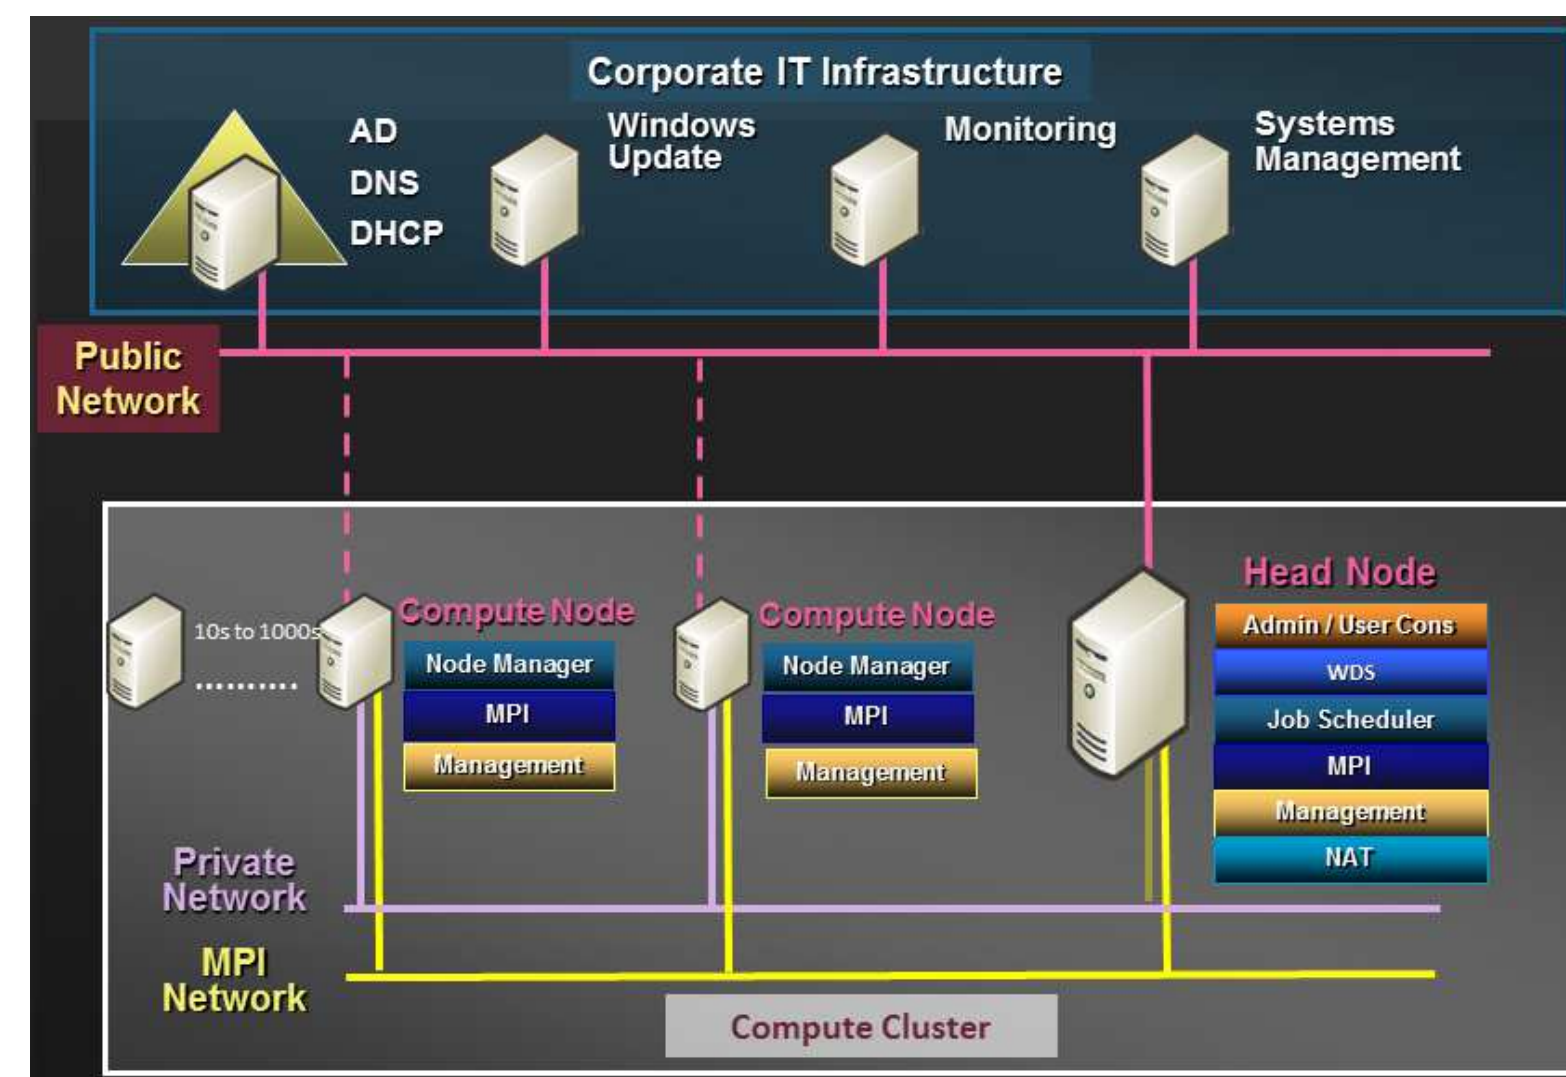 Corporate IT Infrastructure
AD
DNS
DHCP
Windows
Update
Monitoring
Systems
Management
Public
Network
10s to 1000s
..........
Compute Node
Node Manager
MPI
Management
Compute Node
Node Manager
MPI
Management
Head Node
Admin / User Cons
WDS
Job Scheduler
MPI
Management
NAT
Private
Network
MPI
Network
Compute Cluster